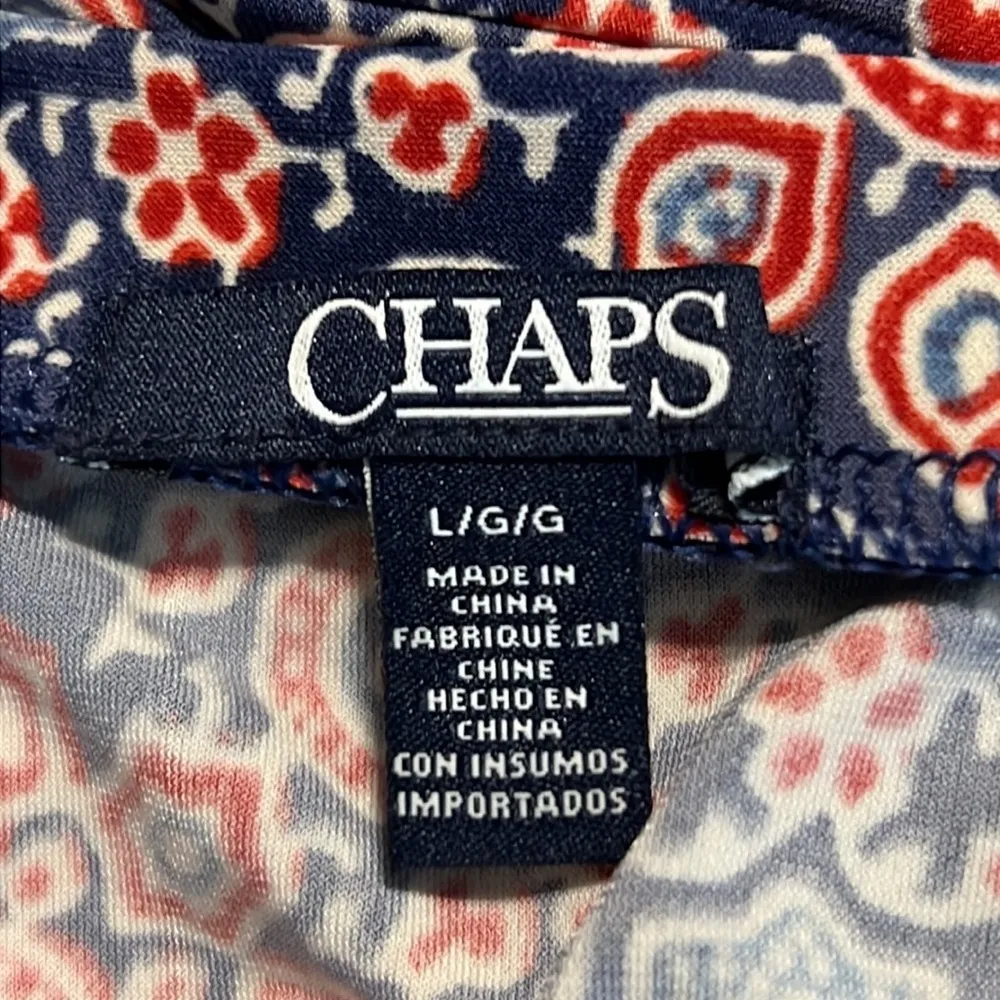 CHAPS
L/G/G
MADE IN
CHINA
FABRIQUÉ EN
CHINE
HECHO EN
CHINA
CON INSUMOS
IMPORTADOS